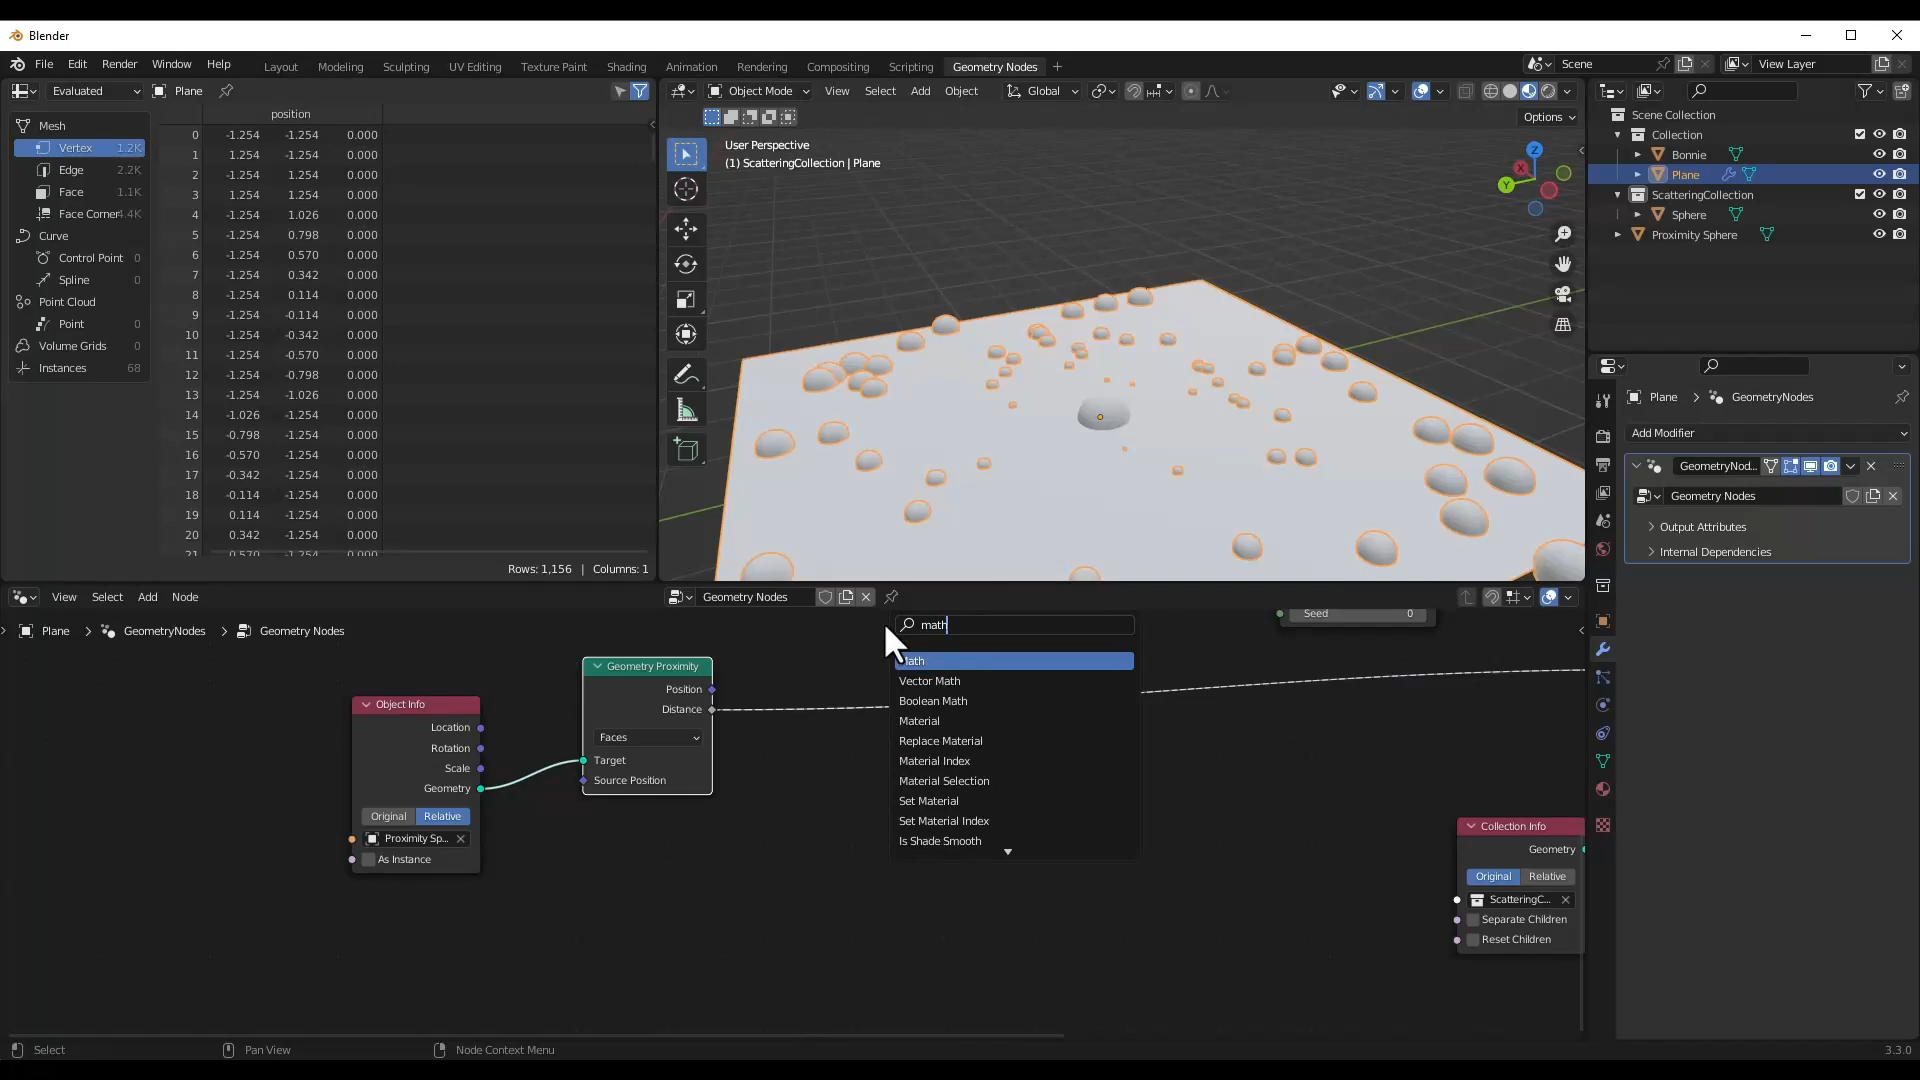 Blender
File Edit Render Window Help Layout Modeling Sculpting UV Editing Texture Paint Shading Animation Rendering Compositing Scripting Geometry Nodes + Scene View Layer
Evaluated Plane
Object Mode View Select Add Object Global
Options
position
Mesh
Vertex 1.2K
Edge 2.2K
Face 1.1K
Face Corner 4.4K
Curve
Control Point 0
Spline 0
Point Cloud
Point 0
Volume Grids 0
Instances 68
0 -1.254 -1.254 0.000
1 1.254 -1.254 0.000
2 -1.254 1.254 0.000
3 1.254 1.254 0.000
4 -1.254 1.026 0.000
5 -1.254 0.798 0.000
6 -1.254 0.570 0.000
7 -1.254 0.342 0.000
8 -1.254 0.114 0.000
9 -1.254 -0.114 0.000
10 -1.254 -0.342 0.000
11 -1.254 -0.570 0.000
12 -1.254 -0.798 0.000
13 -1.254 -1.026 0.000
14 -1.026 -1.254 0.000
15 -0.798 -1.254 0.000
16 -0.570 -1.254 0.000
17 -0.342 -1.254 0.000
18 -0.114 -1.254 0.000
19 0.114 -1.254 0.000
20 0.342 -1.254 0.000
21 0.570 -1.254 0.000
Rows: 1,156 | Columns: 1
User Perspective
(1) ScatteringCollection | Plane
Z
X
Y
Scene Collection
Collection
Bonnie
Plane
ScatteringCollection
Sphere
Proximity Sphere
Plane > GeometryNodes
Add Modifier
GeometryNod...
Geometry Nodes
Output Attributes
Internal Dependencies
View Select Add Node Geometry Nodes
Plane > GeometryNodes > Geometry Nodes
Object Info
Location
Rotation
Scale
Geometry
Original Relative
Proximity Sp...
As Instance
Geometry Proximity
Position
Distance
Faces
Target
Source Position
math
Math
Vector Math
Boolean Math
Material
Replace Material
Material Index
Material Selection
Set Material
Set Material Index
Is Shade Smooth
Seed 0
Collection Info
Geometry
Original Relative
ScatteringC...
Separate Children
Reset Children
Select Pan View Node Context Menu 3.3.0